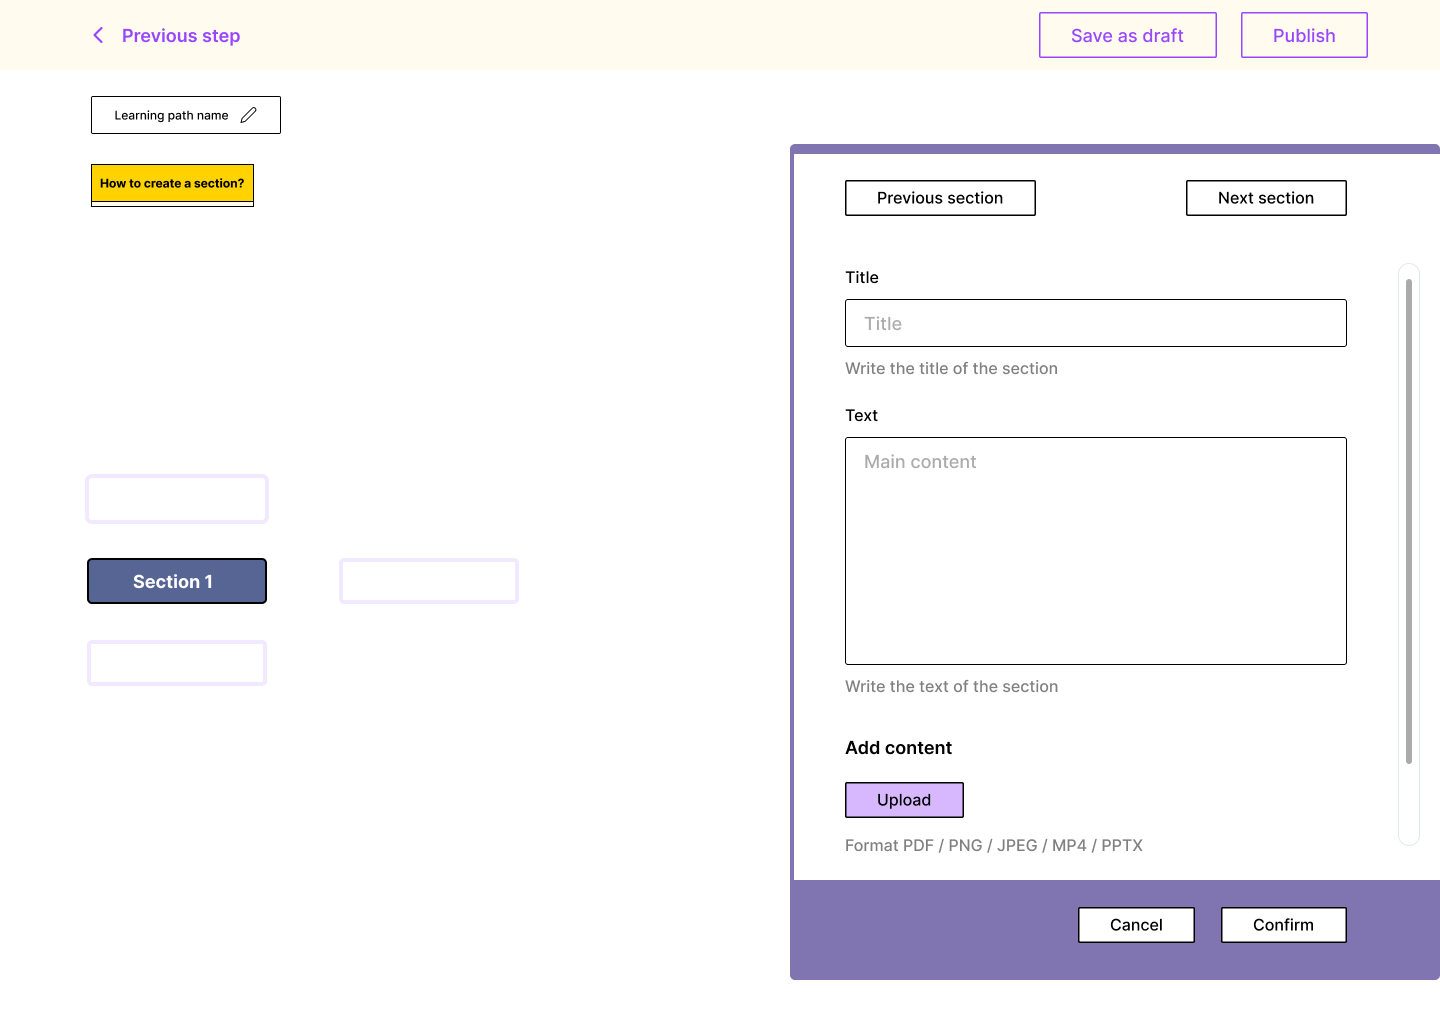 Previous step
Save as draft
Publish
Learning path name
How to create a section?
Previous section
Next section
Title
Title
Write the title of the section
Text
Main content
Section 1
Write the text of the section
Add content
Upload
Format PDF / PNG / JPEG / MP4 / PPTX
Cancel
Confirm